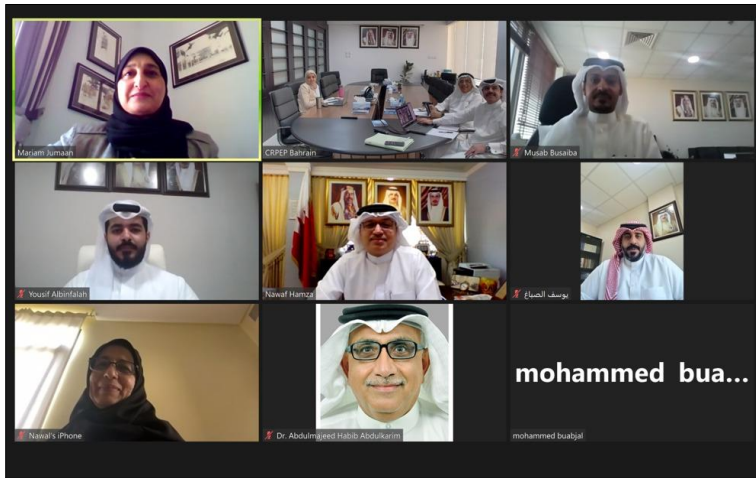 Mariam Jumaan
CRPEP Bahrain
Musab Busaiba
Yousif Albinfalah
Nawaf Hamza
يوسف الصباغ
mohammed bua...
Nawal's iPhone
Dr. Abdulmajeed Habib Abdulkarim
mohammed buabjal